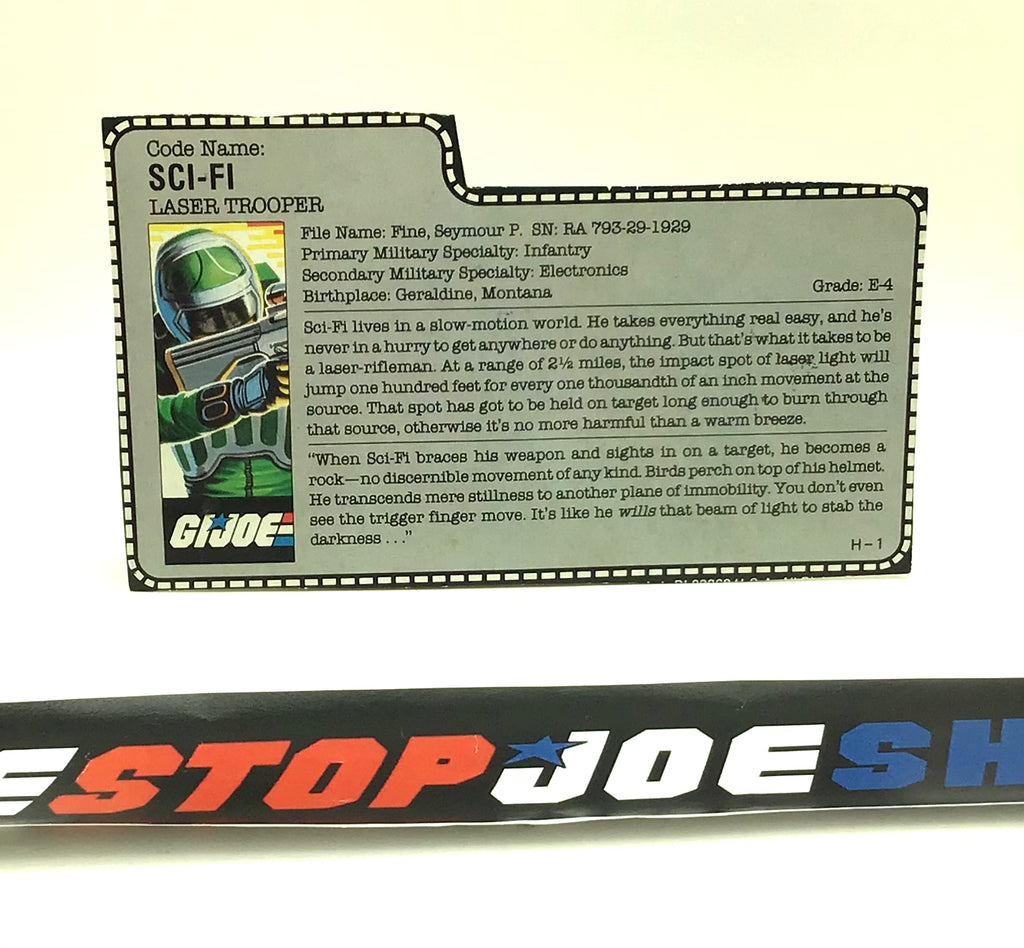 Code Name:
SCI-FI
LASER TROOPER
File Name: Fine, Seymour P. SN: RA 793-29-1929
Primary Military Specialty: Infantry
Secondary Military Specialty: Electronics
Birthplace: Geraldine, Montana Grade: E-4
Sci-Fi lives in a slow-motion world. He takes everything real easy, and he's
never in a hurry to get anywhere or do anything. But that's what it takes to be
a laser-rifleman. At a range of 2½ miles, the impact spot of laser light will
jump one hundred feet for every one thousandth of an inch movement at the
source. That spot has got to be held on target long enough to burn through
that source, otherwise it's no more harmful than a warm breeze.
"When Sci-Fi braces his weapon and sights in on a target, he becomes a
rock—no discernible movement of any kind. Birds perch on top of his helmet.
He transcends mere stillness to another plane of immobility. You don't even
see the trigger finger move. It's like he wills that beam of light to stab the
darkness . . ."
GI JOE
H-1
E STOP JOE SH